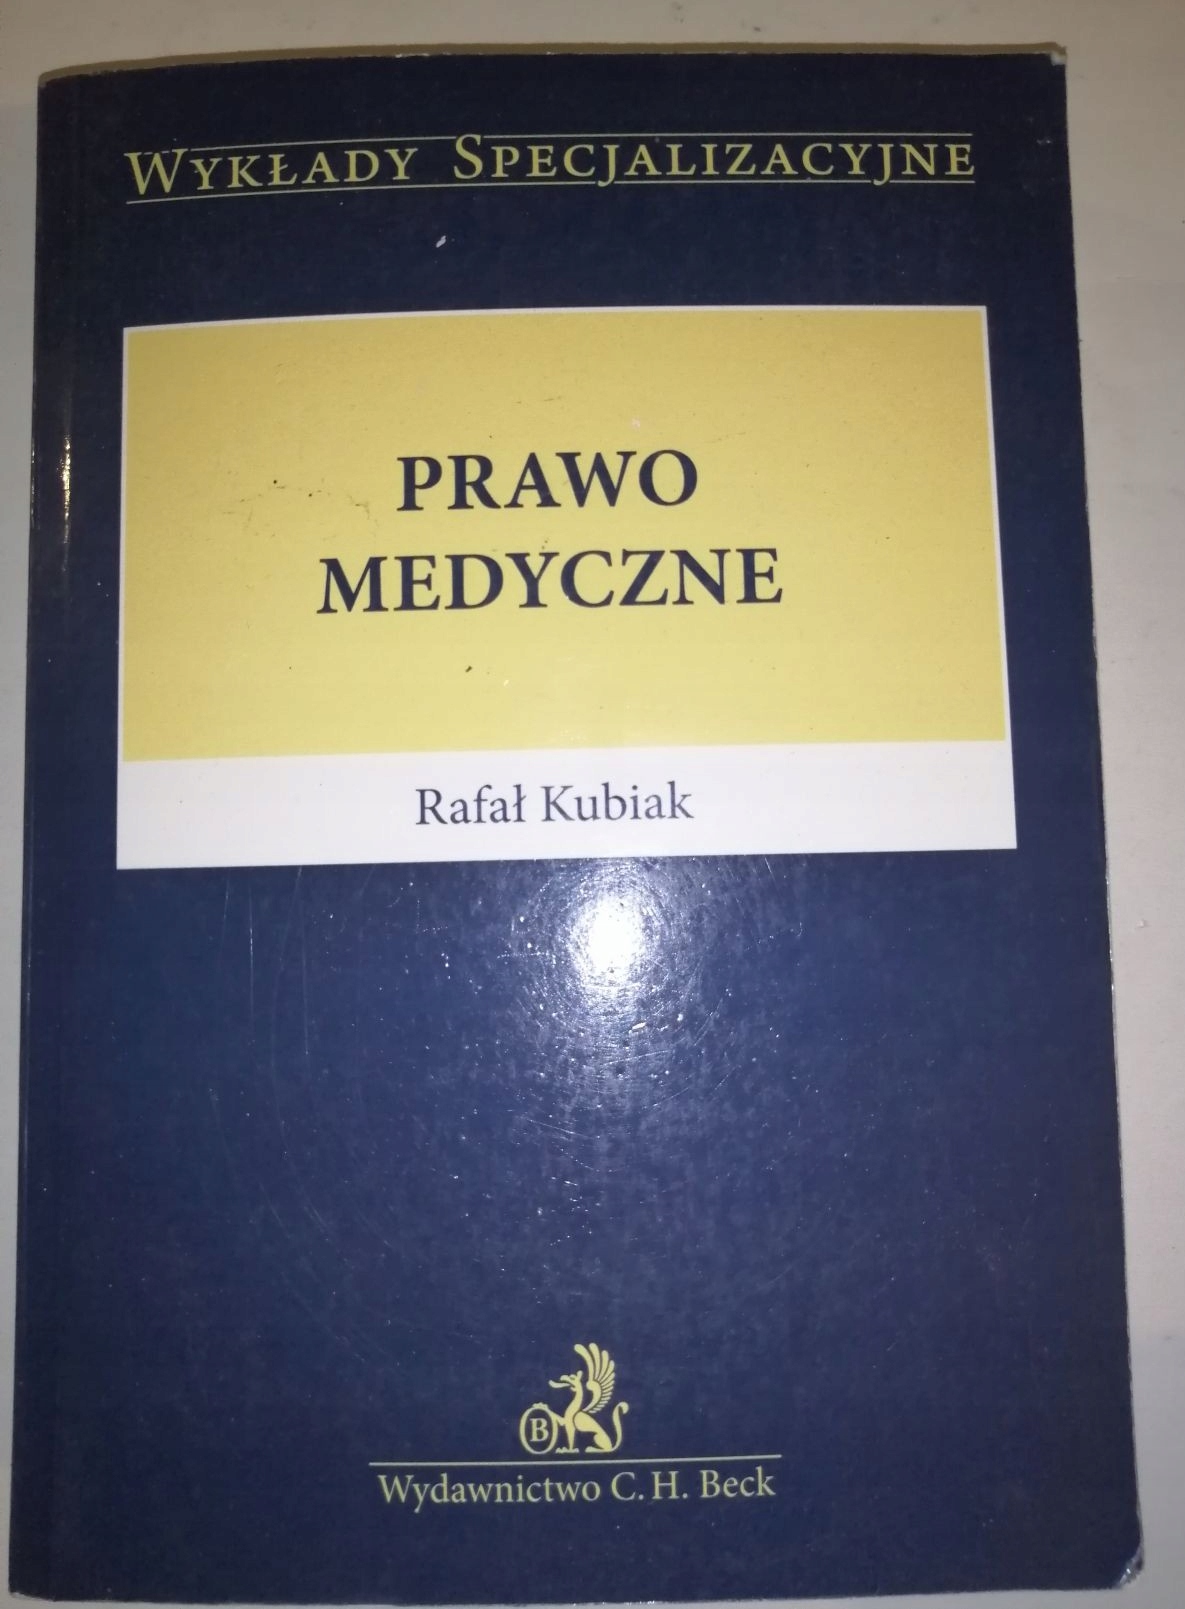 WYKŁADY SPECJALIZACYJNE
PRAWO
MEDYCZNE
Rafał Kubiak
B
Wydawnictwo C. H. Beck